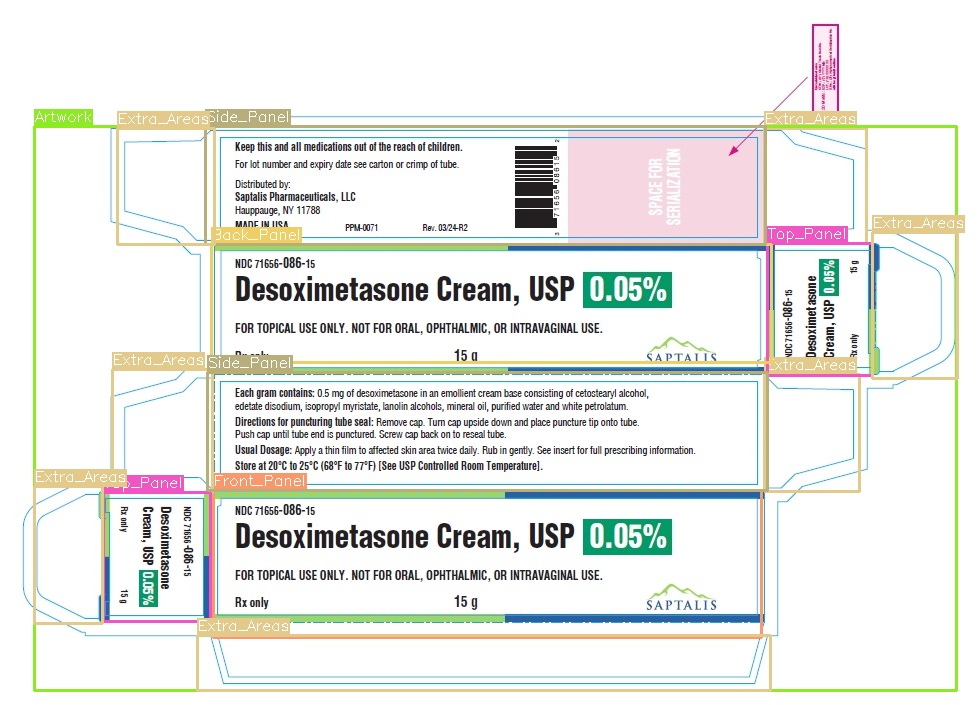 Artwork
Extra_Areas
Side_Panel
Extra_Areas
Keep this and all medications out of the reach of children.
For lot number and expiry date see carton or crimp of tube.
Distributed by:
Saptalis Pharmaceuticals, LLC
Hauppauge, NY 11788
MADE IN USA
PPM-0071
Rev. 03/24-R2
3 71656 08615 2
SPACE FOR
SERIALIZATION
Back_Panel
Top_Panel
Extra_Areas
NDC 71656-086-15
Desoximetasone Cream, USP 0.05%
FOR TOPICAL USE ONLY. NOT FOR ORAL, OPHTHALMIC, OR INTRAVAGINAL USE.
Rx only
15 g
SAPTALIS
NDC 71656-086-15
Desoximetasone
Cream, USP 0.05%
Rx only
15 g
Extra_Areas
Side_Panel
Extra_Areas
Each gram contains: 0.5 mg of desoximetasone in an emollient cream base consisting of cetostearyl alcohol,
edetate disodium, isopropyl myristate, lanolin alcohols, mineral oil, purified water and white petrolatum.
Directions for puncturing tube seal: Remove cap. Turn cap upside down and place puncture tip onto tube.
Push cap until tube end is punctured. Screw cap back on to reseal tube.
Usual Dosage: Apply a thin film to affected skin area twice daily. Rub in gently. See insert for full prescribing information.
Store at 20°C to 25°C (68°F to 77°F) [See USP Controlled Room Temperature].
Extra_Areas
Top_Panel
Front_Panel
NDC 71656-086-15
Desoximetasone
Cream, USP 0.05%
Rx only
15 g
NDC 71656-086-15
Desoximetasone Cream, USP 0.05%
FOR TOPICAL USE ONLY. NOT FOR ORAL, OPHTHALMIC, OR INTRAVAGINAL USE.
Rx only
15 g
SAPTALIS
Extra_Areas